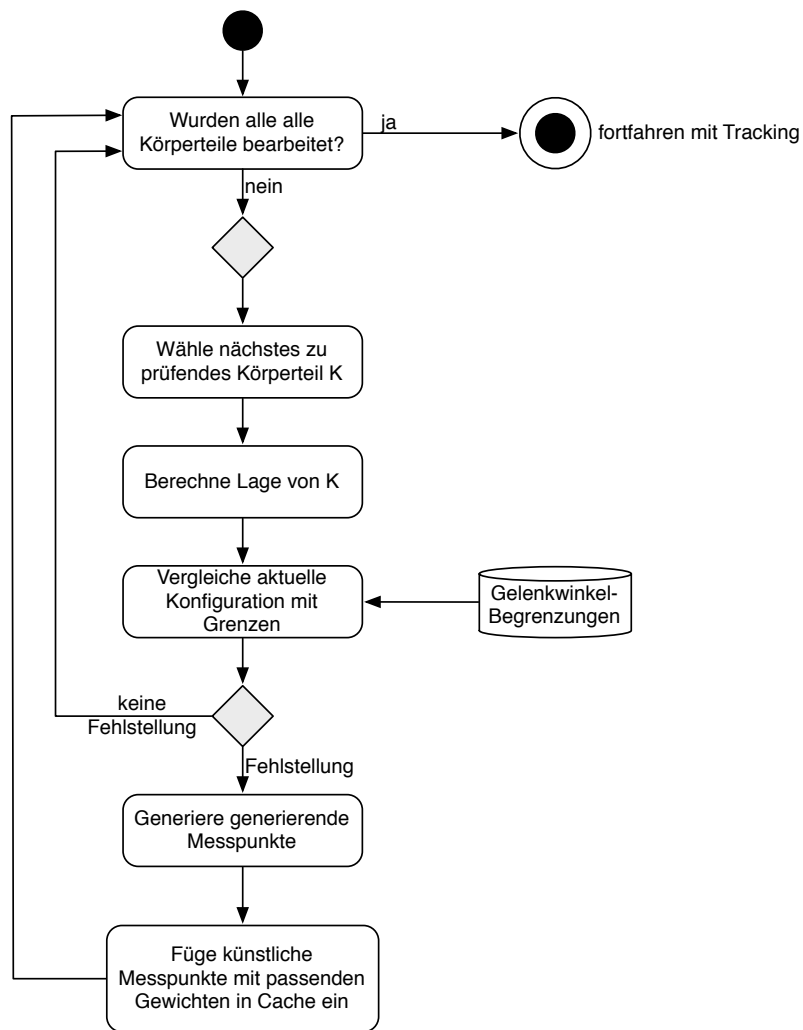 Wurden alle alle
Körperteile bearbeitet?
ja
fortfahren mit Tracking
nein
Wähle nächstes zu
prüfendes Körperteil K
Berechne Lage von K
Vergleiche aktuelle
Konfiguration mit
Grenzen
Gelenkwinkel-
Begrenzungen
keine
Fehlstellung
Fehlstellung
Generiere generierende
Messpunkte
Füge künstliche
Messpunkte mit passenden
Gewichten in Cache ein